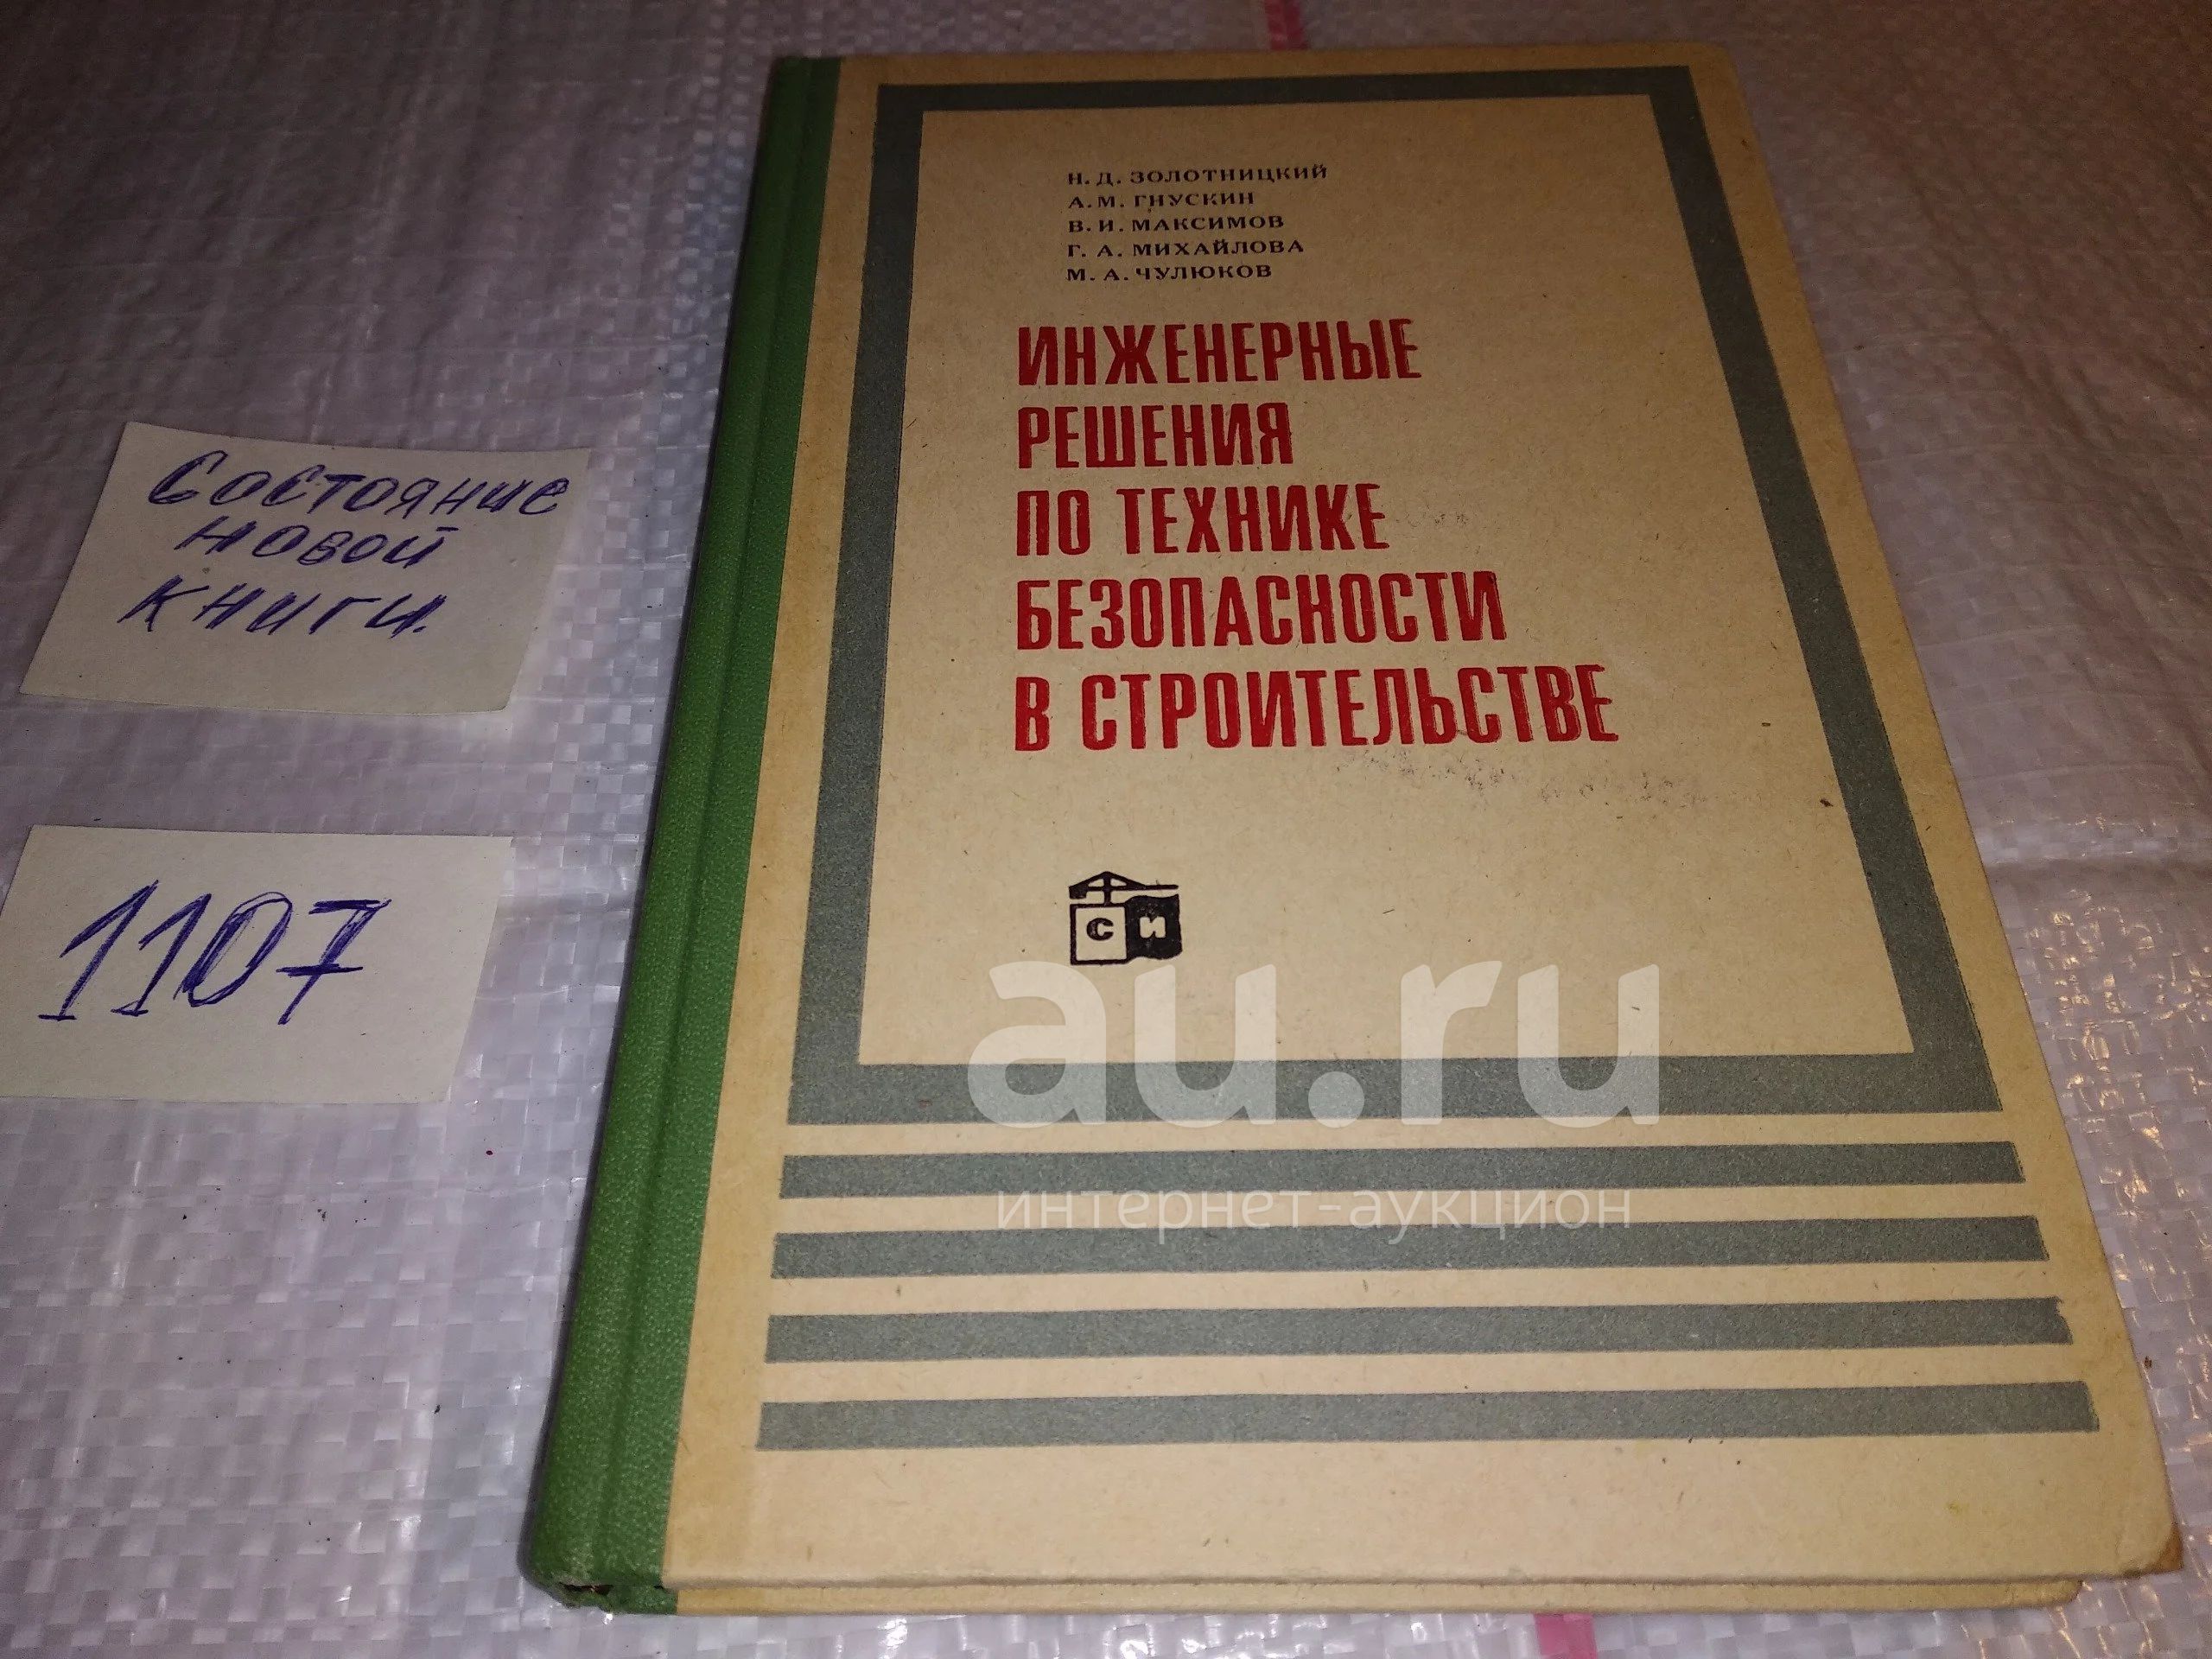 Н. Д. ЗОЛОТНИЦКИЙ
А. М. ГНУСКИН
В. И. МАКСИМОВ
Г. А. МИХАЙЛОВА
М. А. ЧУЛЮКОВ
ИНЖЕНЕРНЫЕ
РЕШЕНИЯ
ПО ТЕХНИКЕ
БЕЗОПАСНОСТИ
В СТРОИТЕЛЬСТВЕ
С И
Состояние
новой
книги.
1107
au.ru
интернет-аукцион